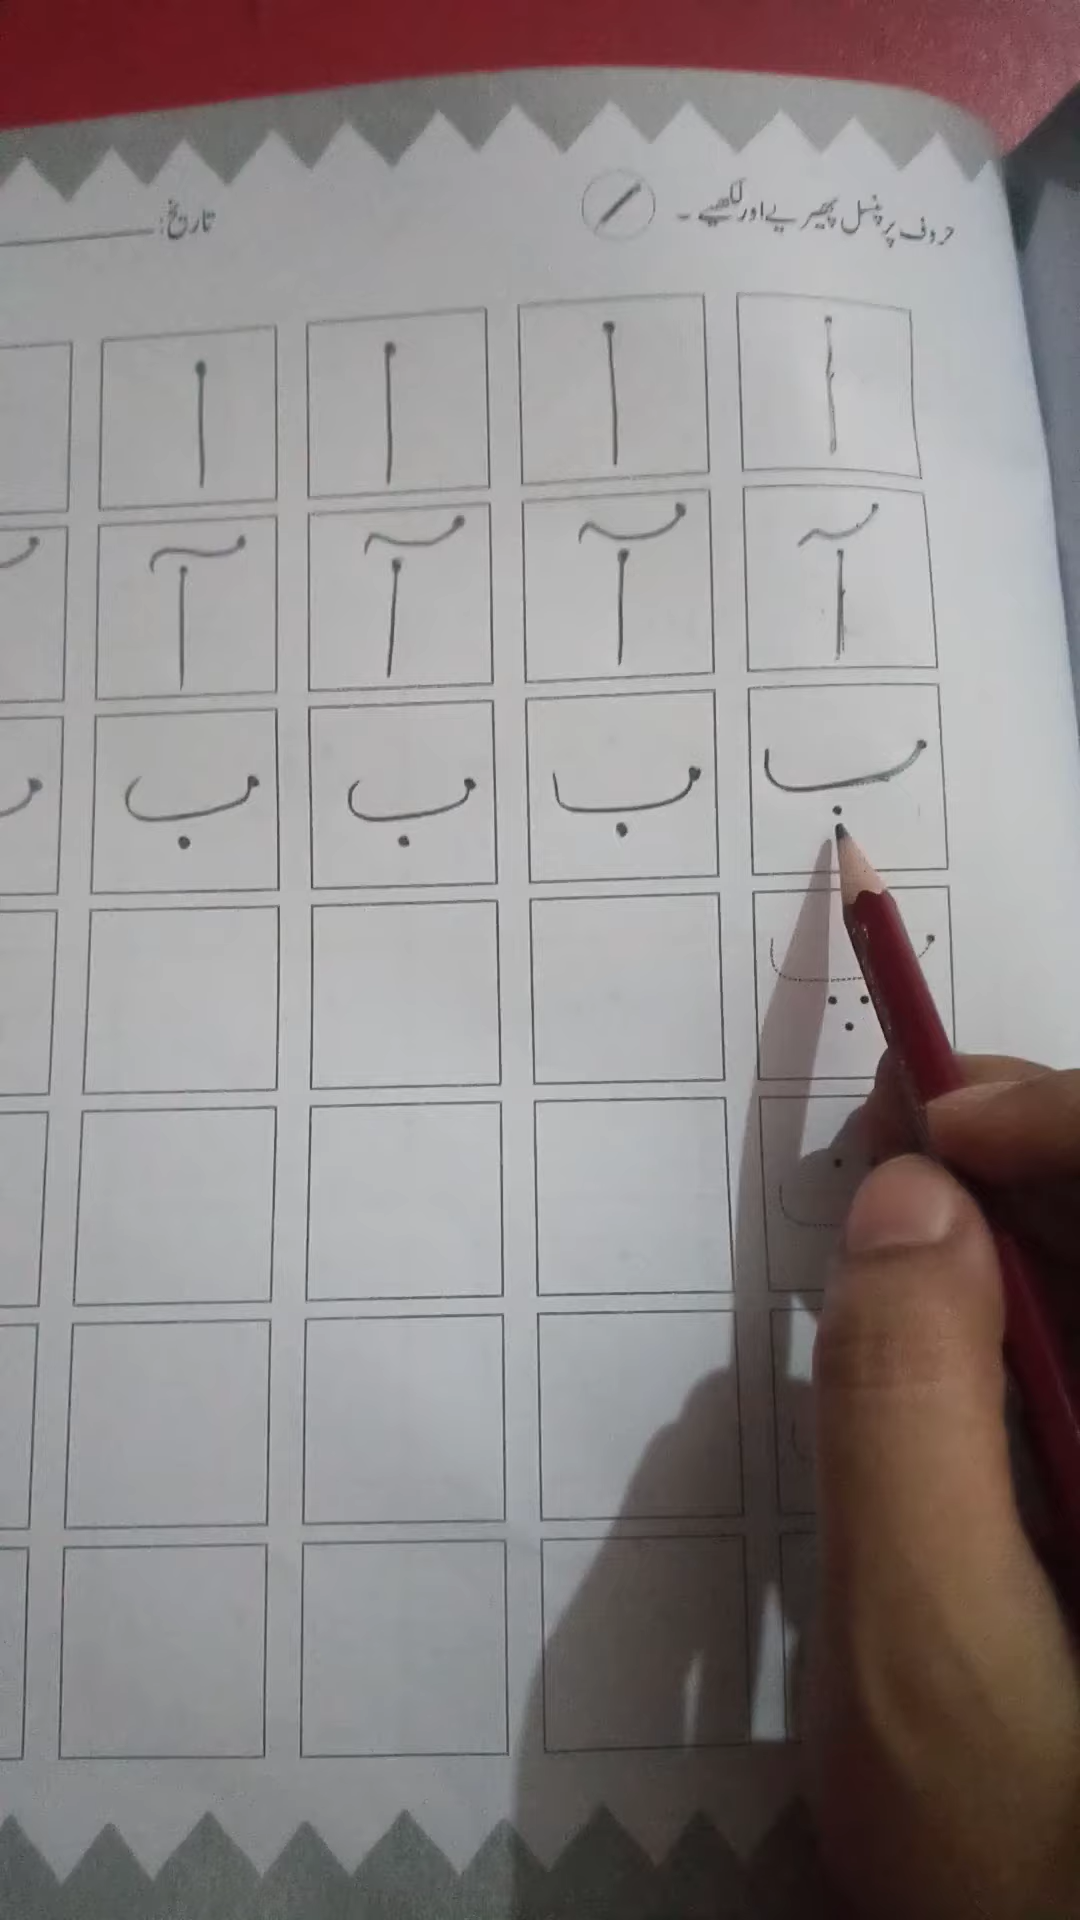 حروف پر پنسل پھیریے اور لکھیے ۔
تاریخ:
ا ا ا ا
آ آ آ آ
ب ب ب ب
پ